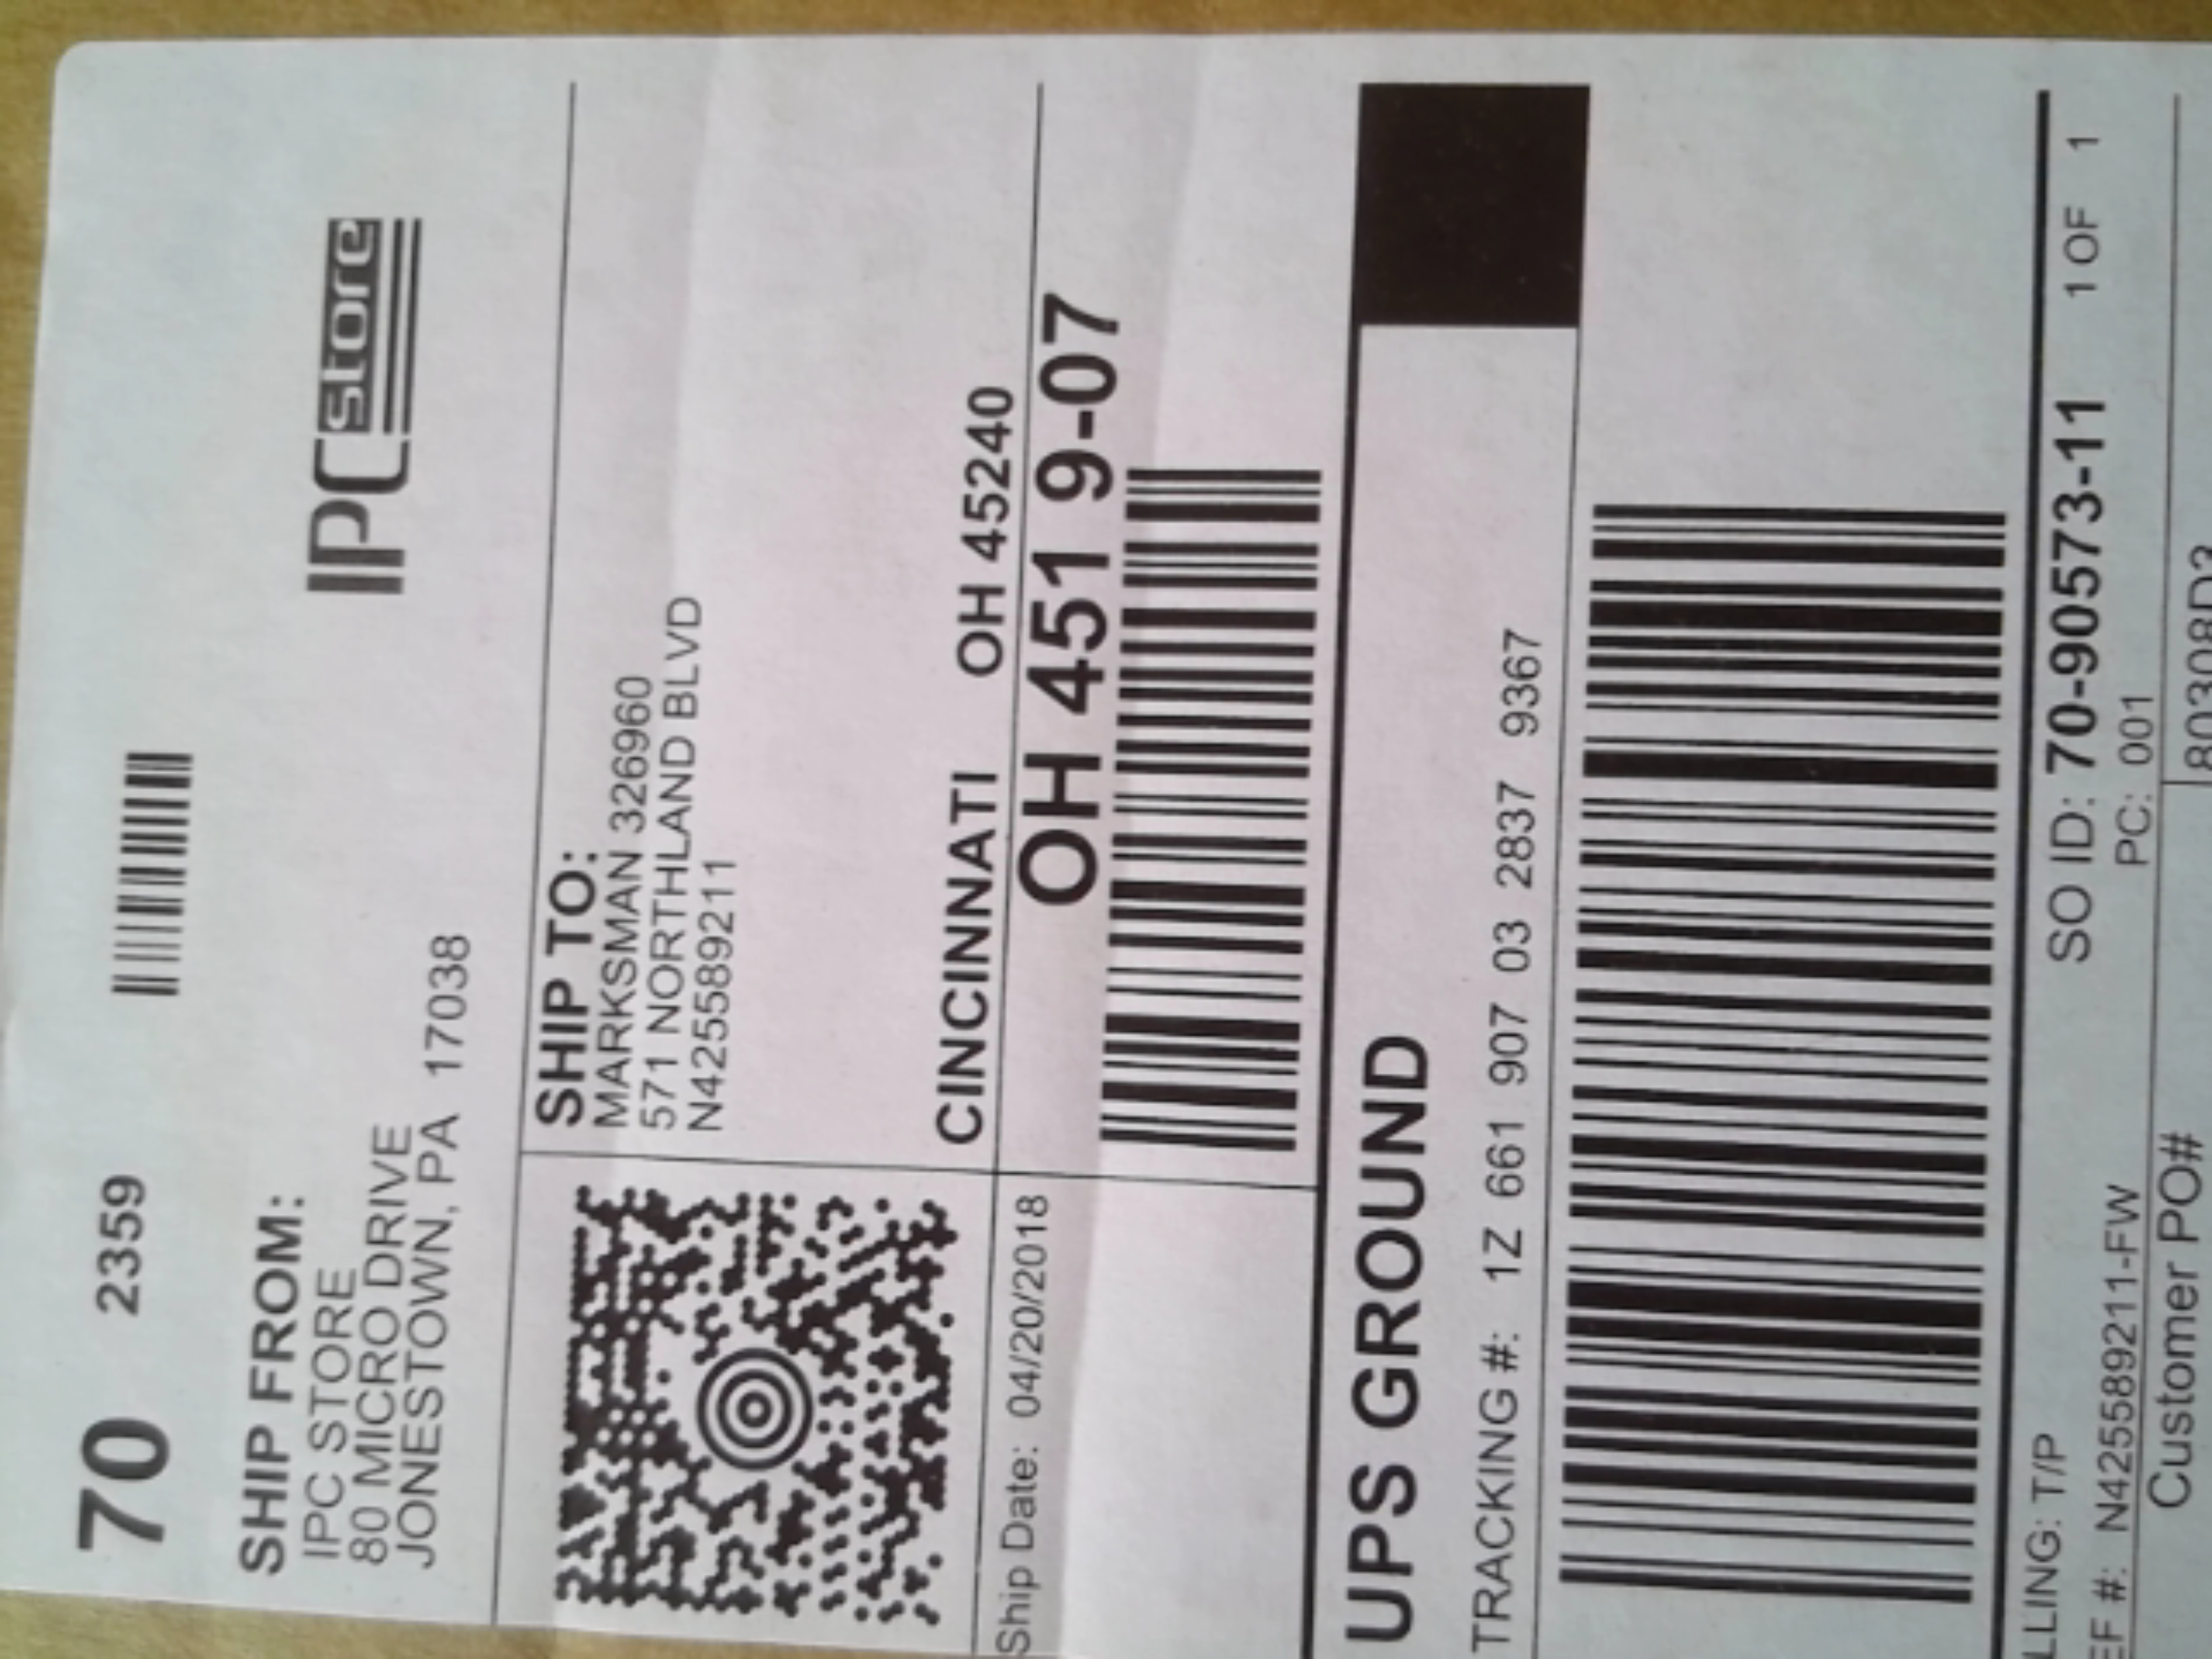 70 2359
SHIP FROM:
IPC STORE
80 MICRO DRIVE
JONESTOWN, PA 17038
IPC store
SHIP TO:
MARKSMAN 326960
571 NORTHLAND BLVD
N425589211
CINCINNATI OH 45240
Ship Date: 04/20/2018
OH 451 9-07
UPS GROUND
TRACKING #: 1Z 661 907 03 2837 9367
LLING: T/P
SO ID: 70-90573-11 1 OF 1
EF #: N425589211-FW
PC: 001
Customer PO#
80308D3